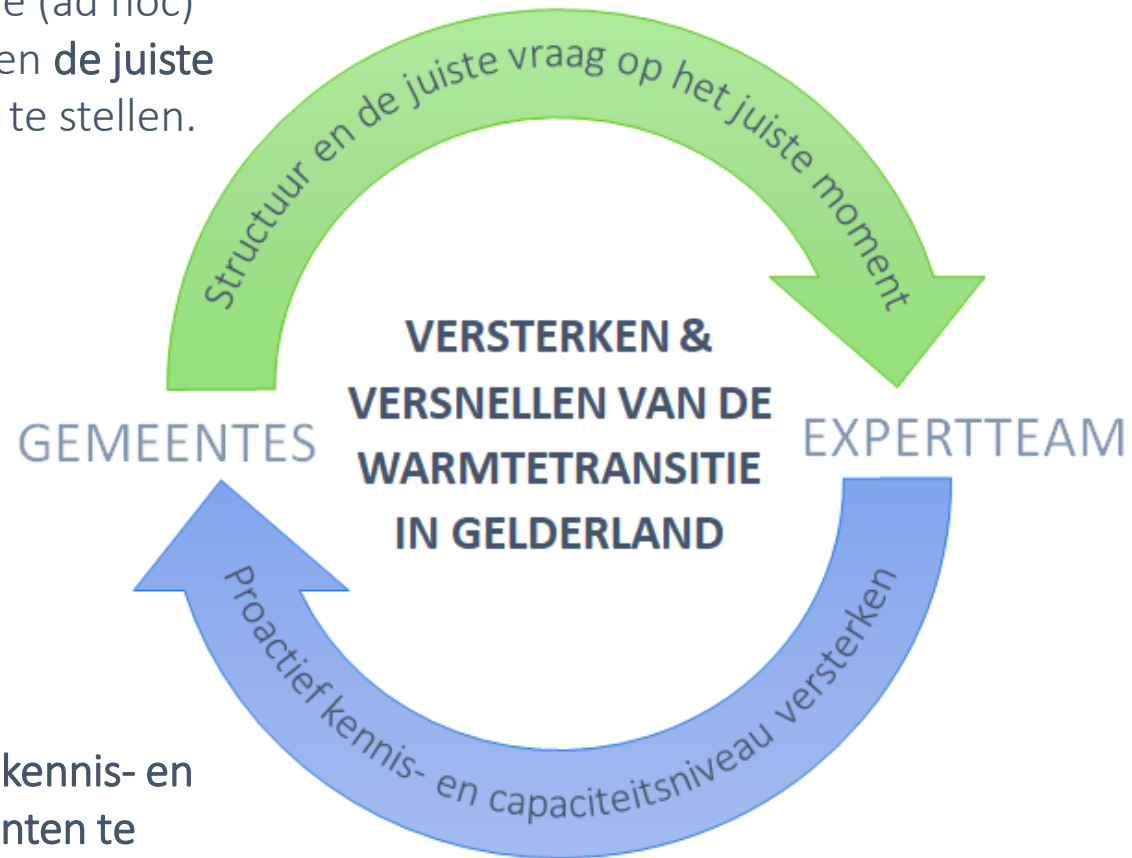 (ad hoc)
en de juiste
te stellen.
Structuur en de juiste vraag op het juiste moment
VERSTERKEN &
VERSNELLEN VAN DE
WARMTETRANSITIE
IN GELDERLAND
GEMEENTES
EXPERTTEAM
Proactief kennis- en capaciteitsniveau versterken
kennis- en
nten te